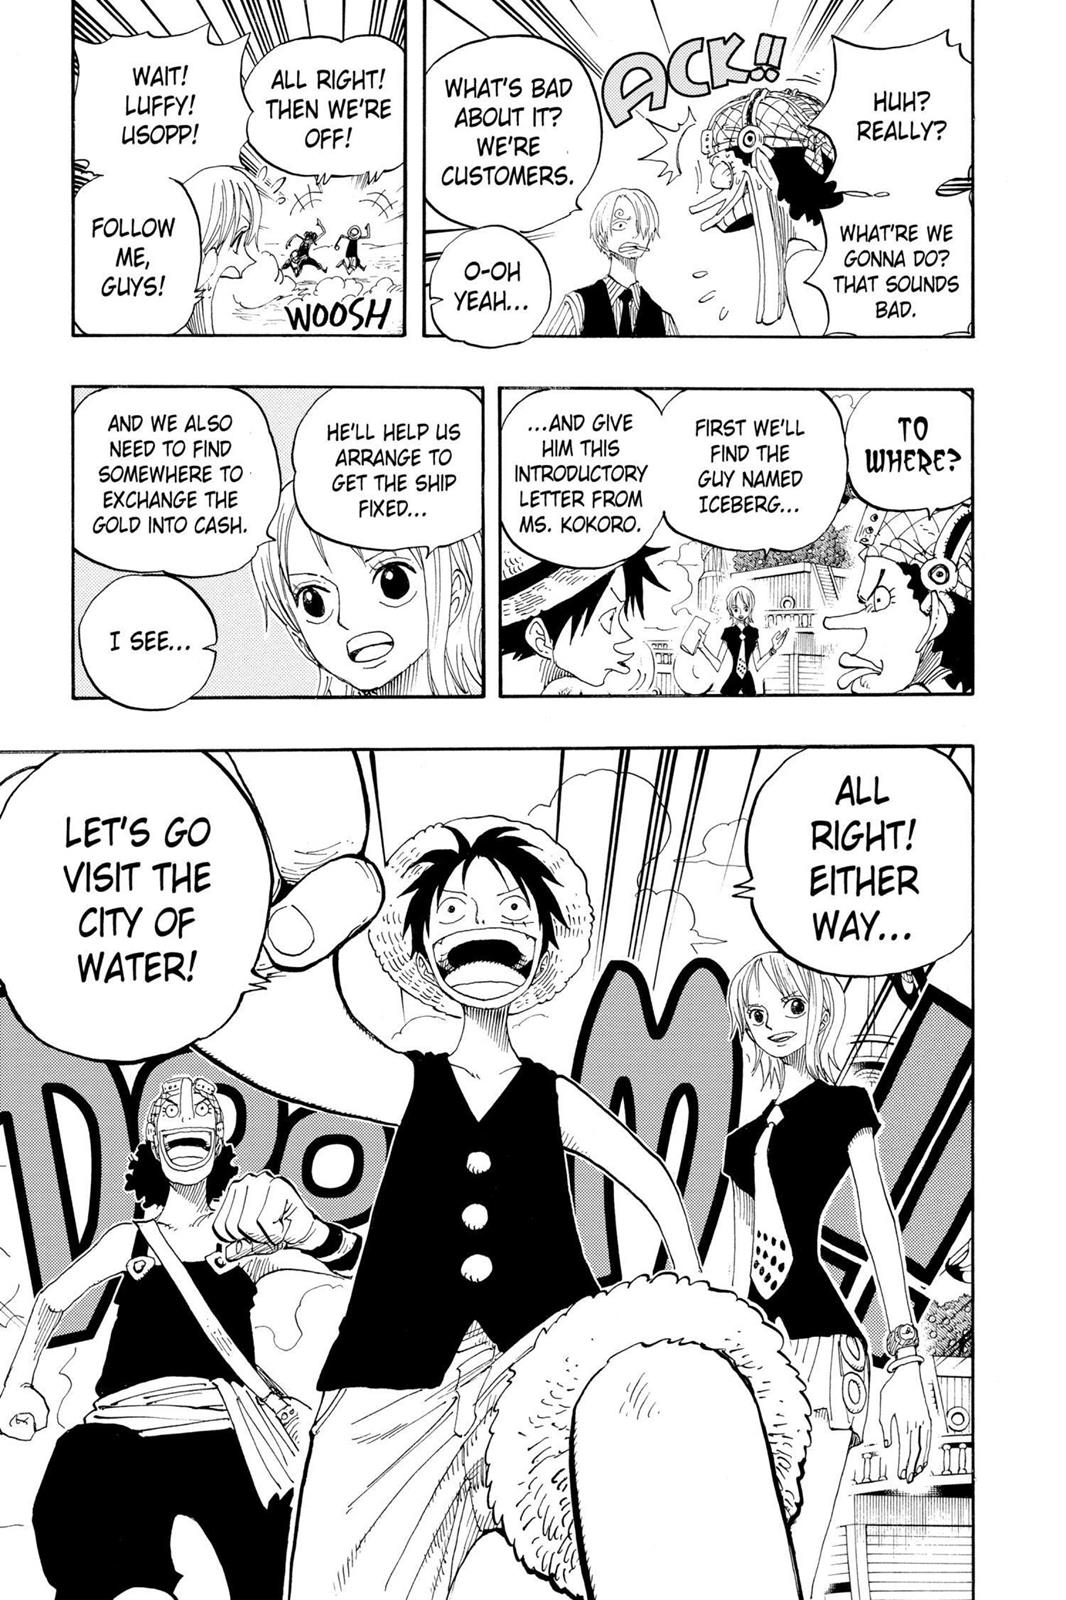 HUH?
REALLY?
WHAT'RE WE
GONNA DO?
THAT SOUNDS
BAD.
ACK!!
WHAT'S BAD
ABOUT IT?
WE'RE
CUSTOMERS.
O-OH
YEAH...
ALL RIGHT!
THEN WE'RE
OFF!
WAIT!
LUFFY!
USOPP!
FOLLOW
ME,
GUYS!
WOOSH
TO
WHERE?
FIRST WE'LL
FIND THE
GUY NAMED
ICEBERG...
...AND GIVE
HIM THIS
INTRODUCTORY
LETTER FROM
MS. KOKORO.
HE'LL HELP US
ARRANGE TO
GET THE SHIP
FIXED...
AND WE ALSO
NEED TO FIND
SOMEWHERE TO
EXCHANGE THE
GOLD INTO CASH.
I SEE...
ALL
RIGHT!
EITHER
WAY...
LET'S GO
VISIT THE
CITY OF
WATER!